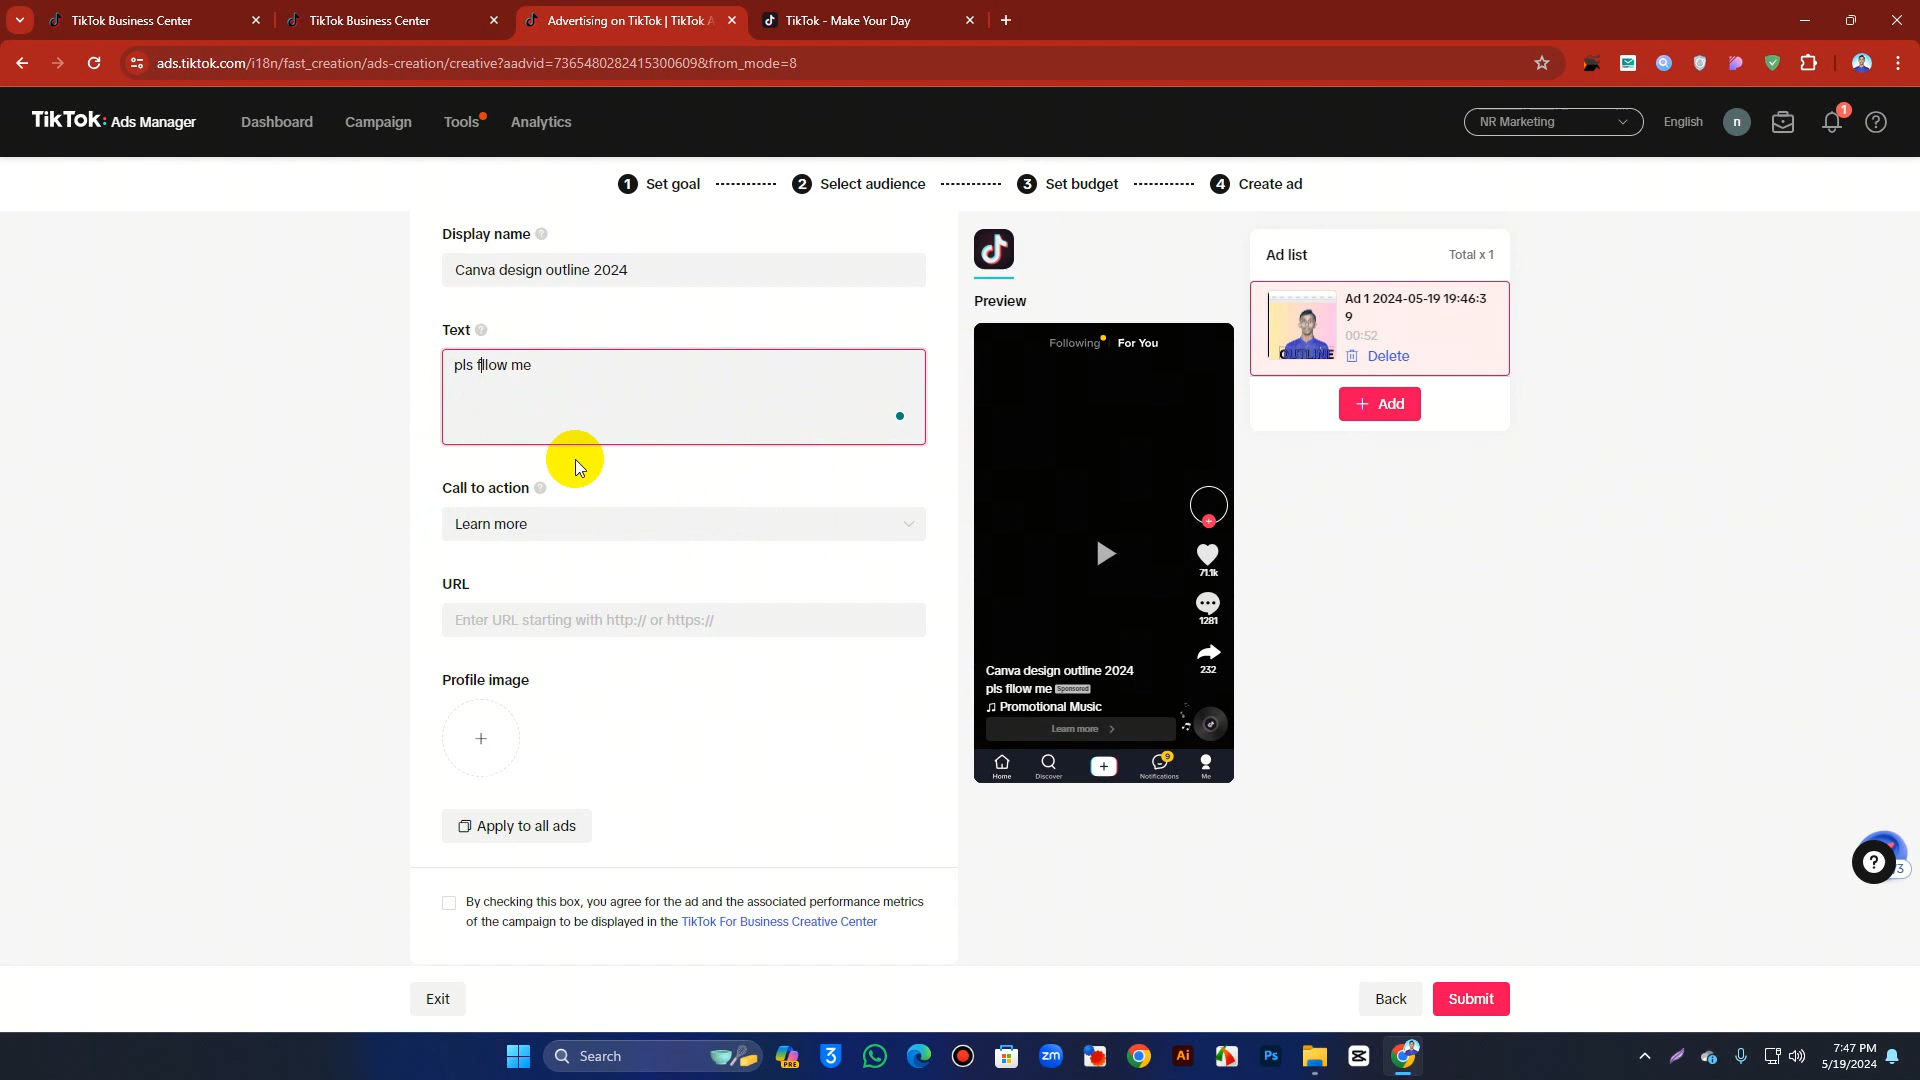 TikTok Business Center
TikTok Business Center
Advertising on TikTok | TikTok A
TikTok - Make Your Day
ads.tiktok.com/i18n/fast_creation/ads-creation/creative?aadvid=7365480282415300609&from_mode=8
TikTok: Ads Manager
Dashboard
Campaign
Tools
Analytics
NR Marketing
English
n
1
1 Set goal
2 Select audience
3 Set budget
4 Create ad
Display name
Canva design outline 2024
Text
pls fllow me
Call to action
Learn more
URL
Enter URL starting with http:// or https://
Profile image
Apply to all ads
By checking this box, you agree for the ad and the associated performance metrics
of the campaign to be displayed in the TikTok For Business Creative Center
Preview
Following
For You
71.1k
1281
232
Canva design outline 2024
pls fllow me Sponsored
Promotional Music
Learn more
Home
Discover
9
Notifications
Me
Ad list
Total x 1
OUTLINE
Ad 1 2024-05-19 19:46:3
9
00:52
Delete
+ Add
?
/3
Exit
Back
Submit
Search
PRE
3
zm
Ai
Ps
7:47 PM
5/19/2024